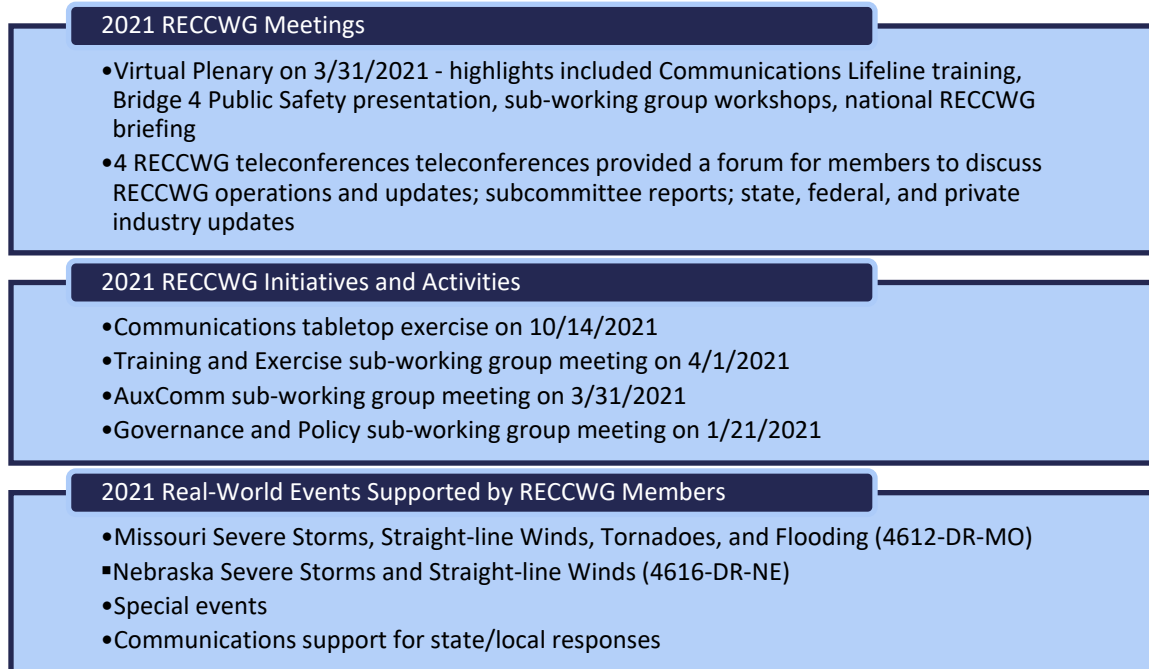 2021 RECCWG Meetings
•Virtual Plenary on 3/31/2021 - highlights included Communications Lifeline training,
Bridge 4 Public Safety presentation, sub-working group workshops, national RECCWG
briefing
•4 RECCWG teleconferences teleconferences provided a forum for members to discuss
RECCWG operations and updates; subcommittee reports; state, federal, and private
industry updates
2021 RECCWG Initiatives and Activities
•Communications tabletop exercise on 10/14/2021
•Training and Exercise sub-working group meeting on 4/1/2021
•AuxComm sub-working group meeting on 3/31/2021
•Governance and Policy sub-working group meeting on 1/21/2021
2021 Real-World Events Supported by RECCWG Members
•Missouri Severe Storms, Straight-line Winds, Tornadoes, and Flooding (4612-DR-MO)
▪Nebraska Severe Storms and Straight-line Winds (4616-DR-NE)
•Special events
•Communications support for state/local responses